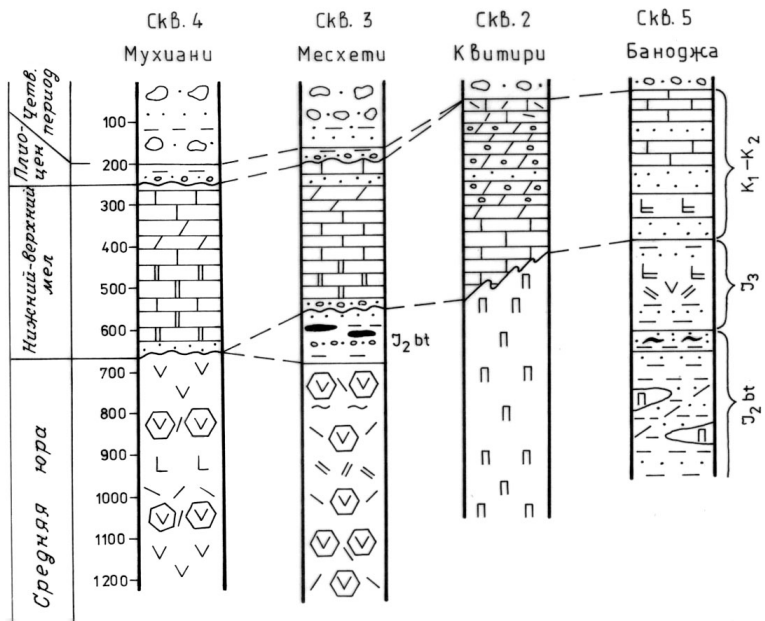 Скв. 4
Мухиани
Скв. 3
Месхети
Скв. 2
Квитири
Скв. 5
Баноджа
Четв. период
Плио-
цен
Нижний-верхний
мел
Средняя юра
100
200
300
400
500
600
700
800
900
1000
1100
1200
J₂ bt
K₁–K₂
J₃
J₂ bt